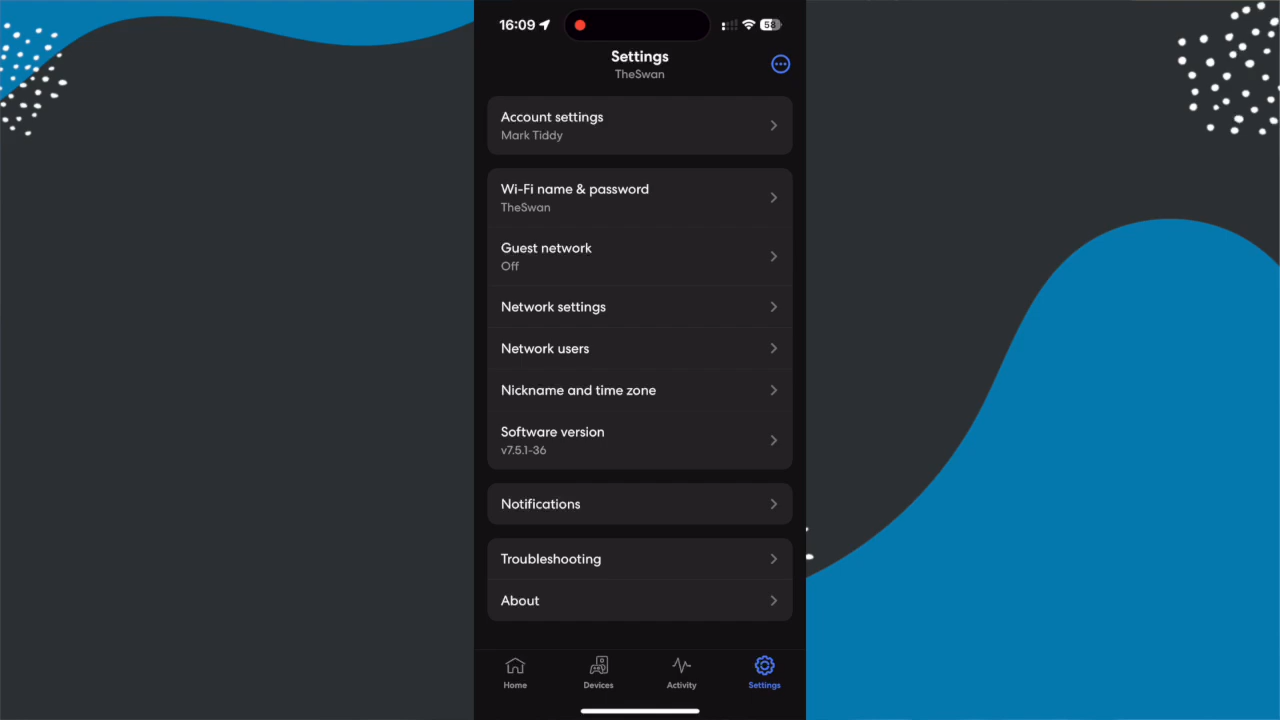 16:09
58
Settings
TheSwan
Account settings
Mark Tiddy
Wi-Fi name & password
TheSwan
Guest network
Off
Network settings
Network users
Nickname and time zone
Software version
v7.5.1-36
Notifications
Troubleshooting
About
Home Devices Activity Settings